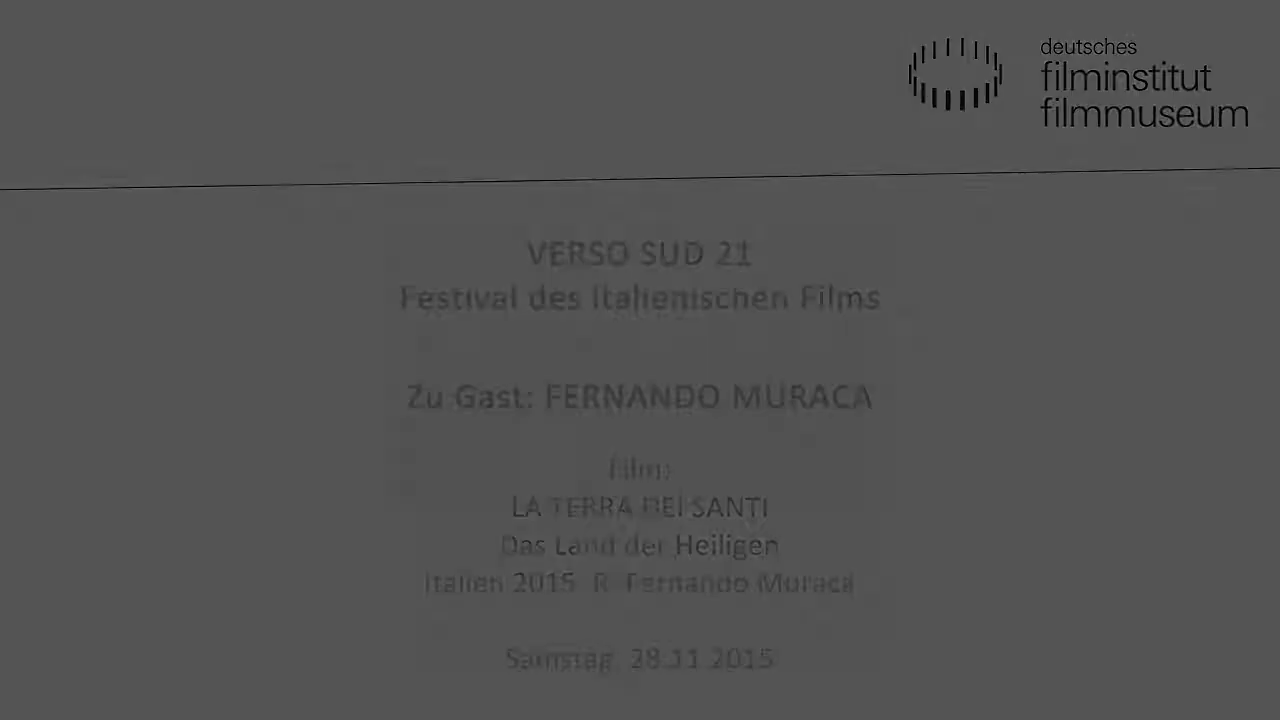 deutsches
filminstitut
filmmuseum
VERSO SUD 21
Festival des Italienischen Films
Zu Gast: FERNANDO MURACA
Film:
LA TERRA DEI SANTI
Das Land der Heiligen
Italien 2015. R: Fernando Muraca
Samstag, 28.11.2015